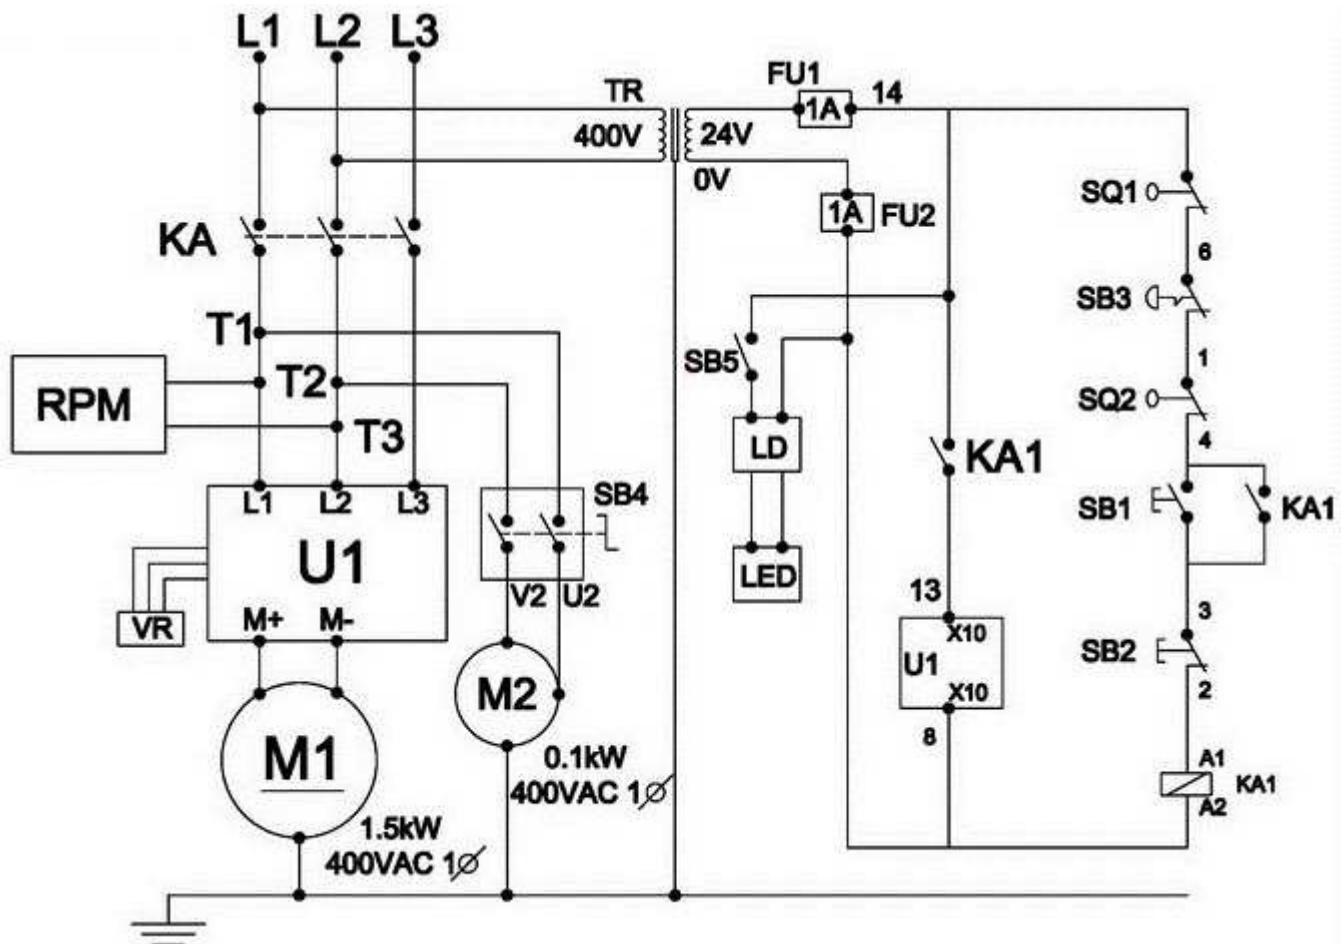 L1 L2 L3
TR
400V
24V
0V
FU1
1A
14
1A
FU2
KA
SQ1
6
SB3
1
SQ2
4
T1
T2
T3
RPM
SB5
LD
LED
KA1
SB1
KA1
L1 L2 L3
U1
M+ M-
VR
SB4
V2 U2
M2
0.1kW
400VAC 1⌀
M1
1.5kW
400VAC 1⌀
13
X10
U1
X10
8
3
SB2
2
A1
KA1
A2